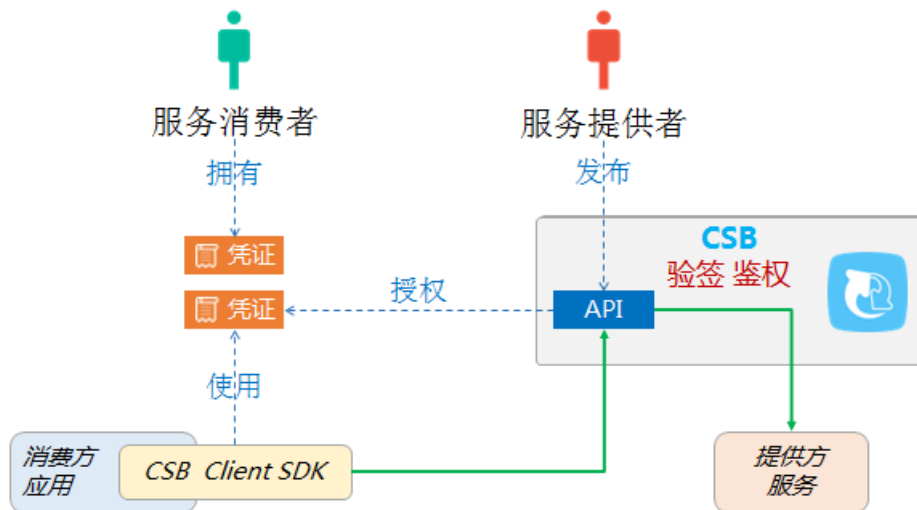 服务消费者
服务提供者
拥有
发布
CSB
验签 鉴权
凭证
凭证
授权
API
使用
消费方
应用
CSB Client SDK
提供方
服务